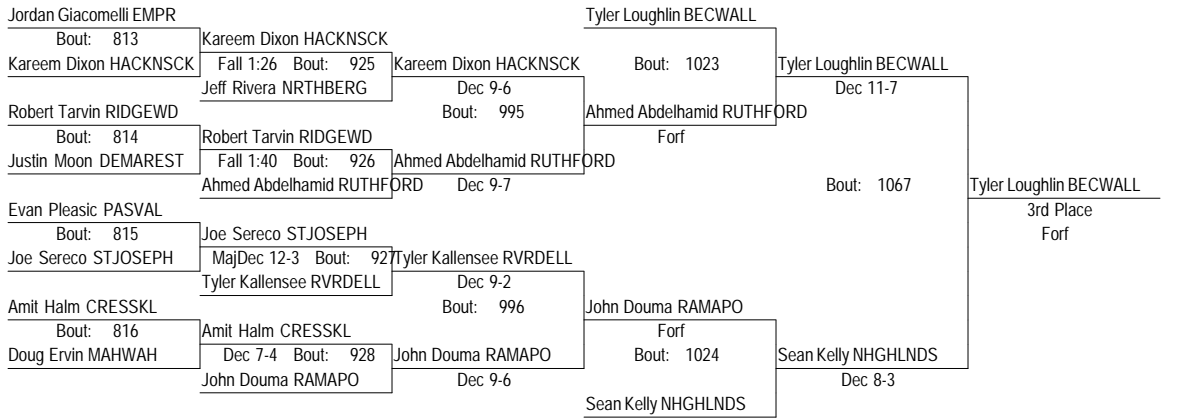 Jordan Giacomelli EMPR
Tyler Loughlin BECWALL
Bout: 813
Kareem Dixon HACKNSCK
Kareem Dixon HACKNSCK
Fall 1:26 Bout: 925
Kareem Dixon HACKNSCK
Bout: 1023
Tyler Loughlin BECWALL
Jeff Rivera NRTHBERG
Dec 9-6
Dec 11-7
Robert Tarvin RIDGEWD
Bout: 995
Ahmed Abdelhamid RUTHFORD
Bout: 814
Robert Tarvin RIDGEWD
Forf
Justin Moon DEMAREST
Fall 1:40 Bout: 926
Ahmed Abdelhamid RUTHFORD
Ahmed Abdelhamid RUTHFORD
Dec 9-7
Bout: 1067
Tyler Loughlin BECWALL
Evan Pleasic PASVAL
3rd Place
Bout: 815
Joe Sereco STJOSEPH
Forf
Joe Sereco STJOSEPH
MajDec 12-3 Bout: 927
Tyler Kallensee RVRDELL
Tyler Kallensee RVRDELL
Dec 9-2
Amit Halm CRESSKL
Bout: 996
John Douma RAMAPO
Bout: 816
Amit Halm CRESSKL
Forf
Doug Ervin MAHWAH
Dec 7-4 Bout: 928
John Douma RAMAPO
Bout: 1024
Sean Kelly NHGHLNDS
John Douma RAMAPO
Dec 9-6
Dec 8-3
Sean Kelly NHGHLNDS